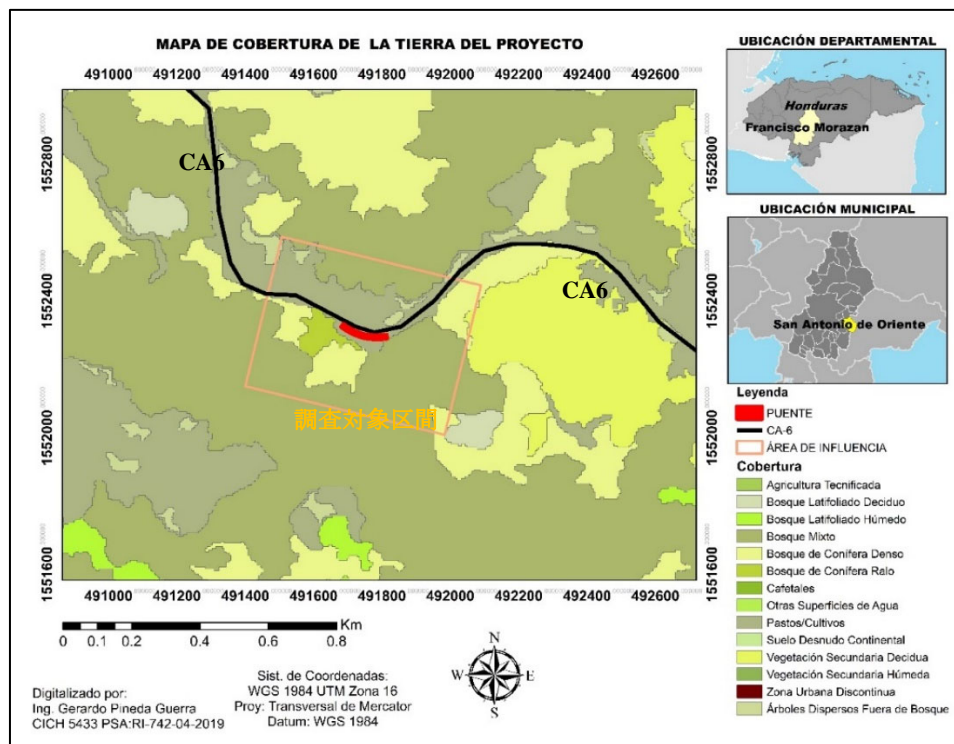 MAPA DE COBERTURA DE LA TIERRA DEL PROYECTO
491000 491200 491400 491600 491800 492000 492200 492400 492600
1552800
1552400
1552000
1551600
CA6
CA6
調査対象区間
1552800
1552400
1552000
1551600
491000 491200 491400 491600 491800 492000 492200 492400 492600
0 0.1 0.2 0.4 0.6 0.8
Km
Digitalizado por:
Ing. Gerardo Pineda Guerra
CICH 5433 PSA:RI-742-04-2019
Sist. de Coordenadas:
WGS 1984 UTM Zona 16
Proy: Transversal de Mercator
Datum: WGS 1984
N
W E
S
UBICACIÓN DEPARTAMENTAL
Honduras
Francisco Morazan
UBICACIÓN MUNICIPAL
San Antonio de Oriente
Leyenda
PUENTE
CA-6
ÁREA DE INFLUENCIA
Cobertura
Agricultura Tecnificada
Bosque Latifoliado Deciduo
Bosque Latifoliado Húmedo
Bosque Mixto
Bosque de Conífera Denso
Bosque de Conífera Ralo
Cafetales
Otras Superficies de Agua
Pastos/Cultivos
Suelo Desnudo Continental
Vegetación Secundaria Decidua
Vegetación Secundaria Húmeda
Zona Urbana Discontinua
Árboles Dispersos Fuera de Bosque